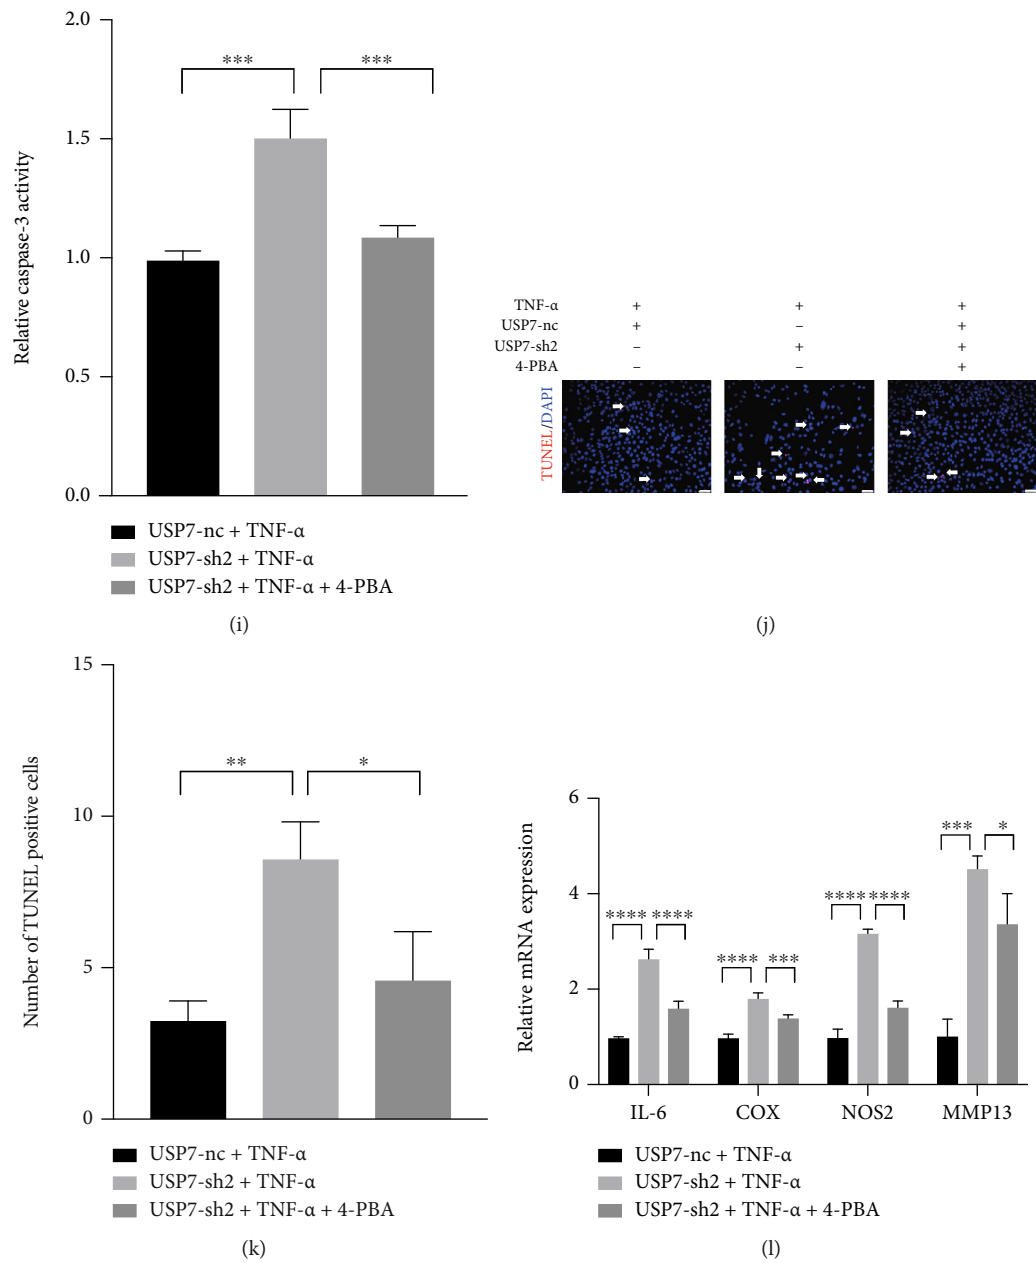 2.0
1.5
1.0
0.5
0.0
Relative caspase-3 activity
*** ***
USP7-nc + TNF-α
USP7-sh2 + TNF-α
USP7-sh2 + TNF-α + 4-PBA
(i)
TNF-α + + +
USP7-nc + – +
USP7-sh2 – + +
4-PBA – – +
TUNEL/DAPI
(j)
15
10
5
0
Number of TUNEL positive cells
** *
USP7-nc + TNF-α
USP7-sh2 + TNF-α
USP7-sh2 + TNF-α + 4-PBA
(k)
6
4
2
0
Relative mRNA expression
**** ****
**** ***
**** ****
*** *
IL-6 COX NOS2 MMP13
USP7-nc + TNF-α
USP7-sh2 + TNF-α
USP7-sh2 + TNF-α + 4-PBA
(l)